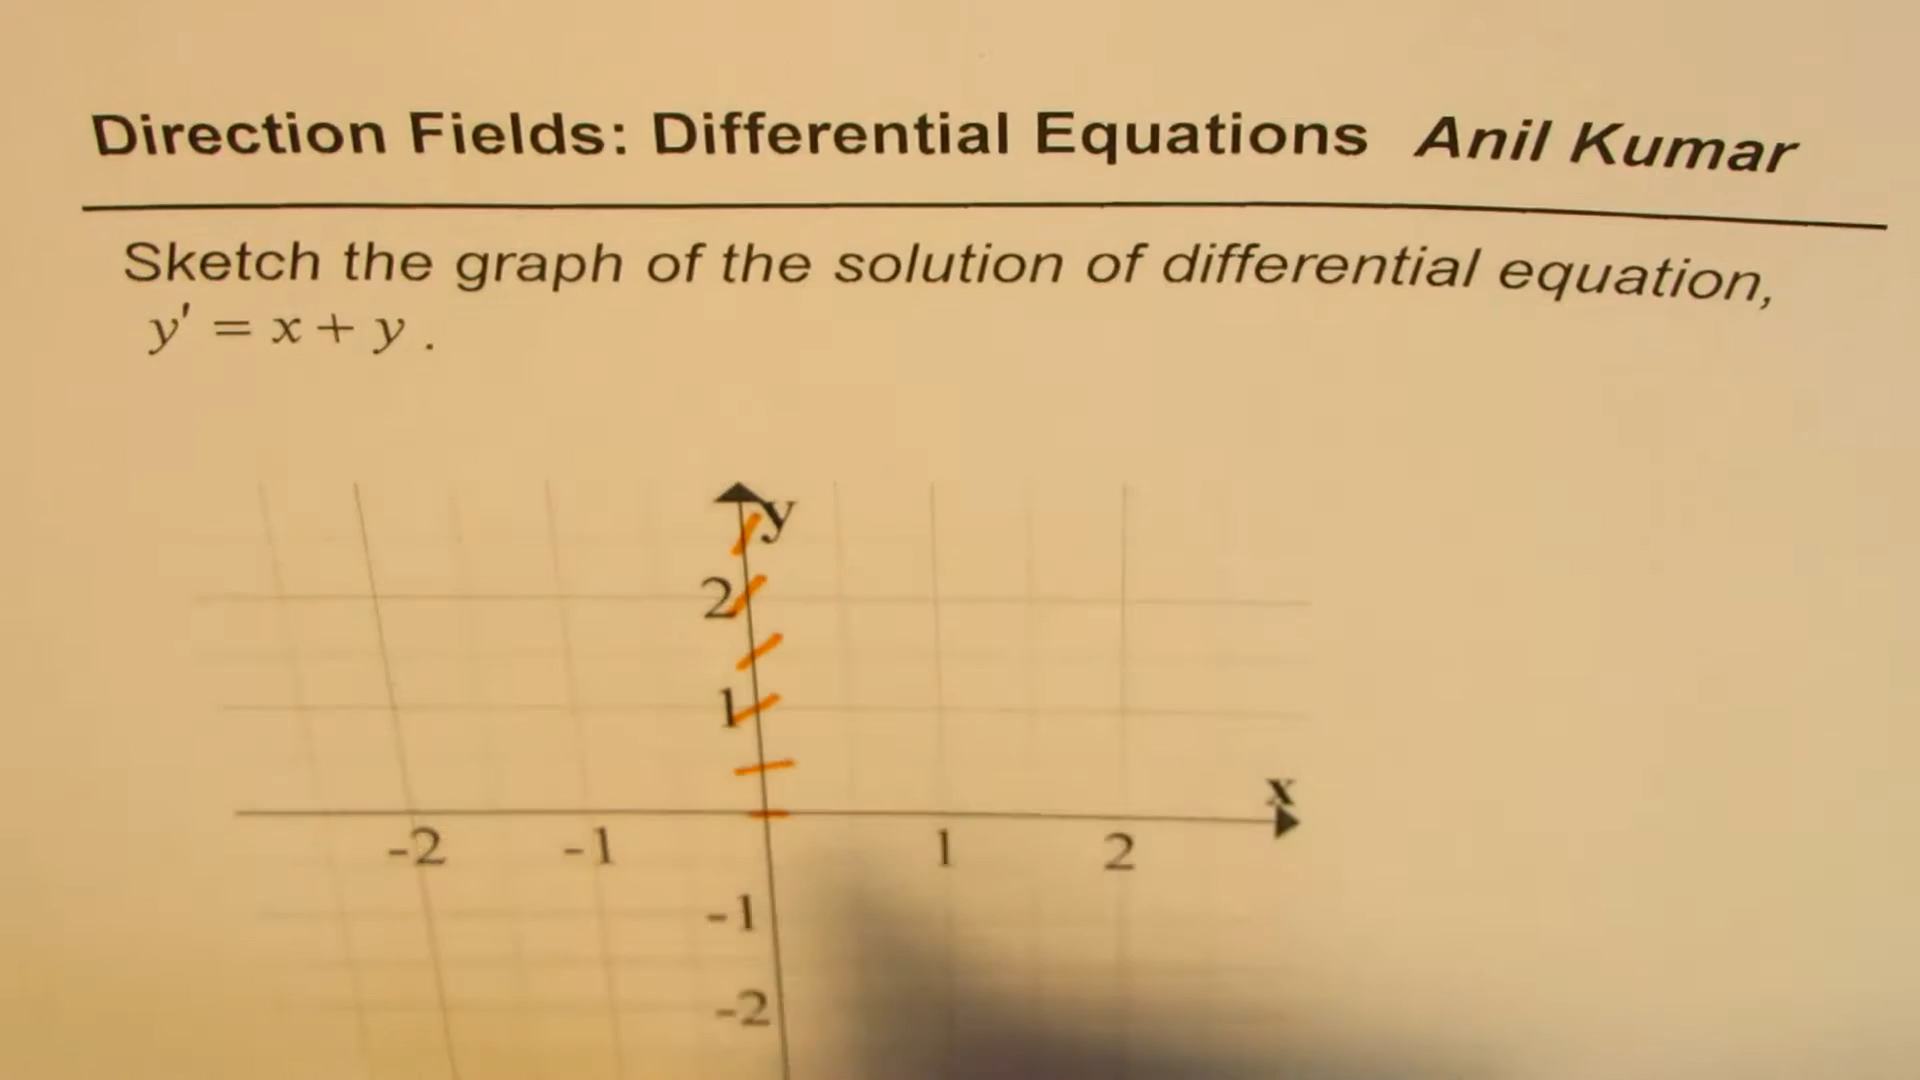 Direction Fields: Differential Equations Anil Kumar
Sketch the graph of the solution of differential equation,
y' = x + y .
y
2
1
x
-2 -1 1 2
-1
-2